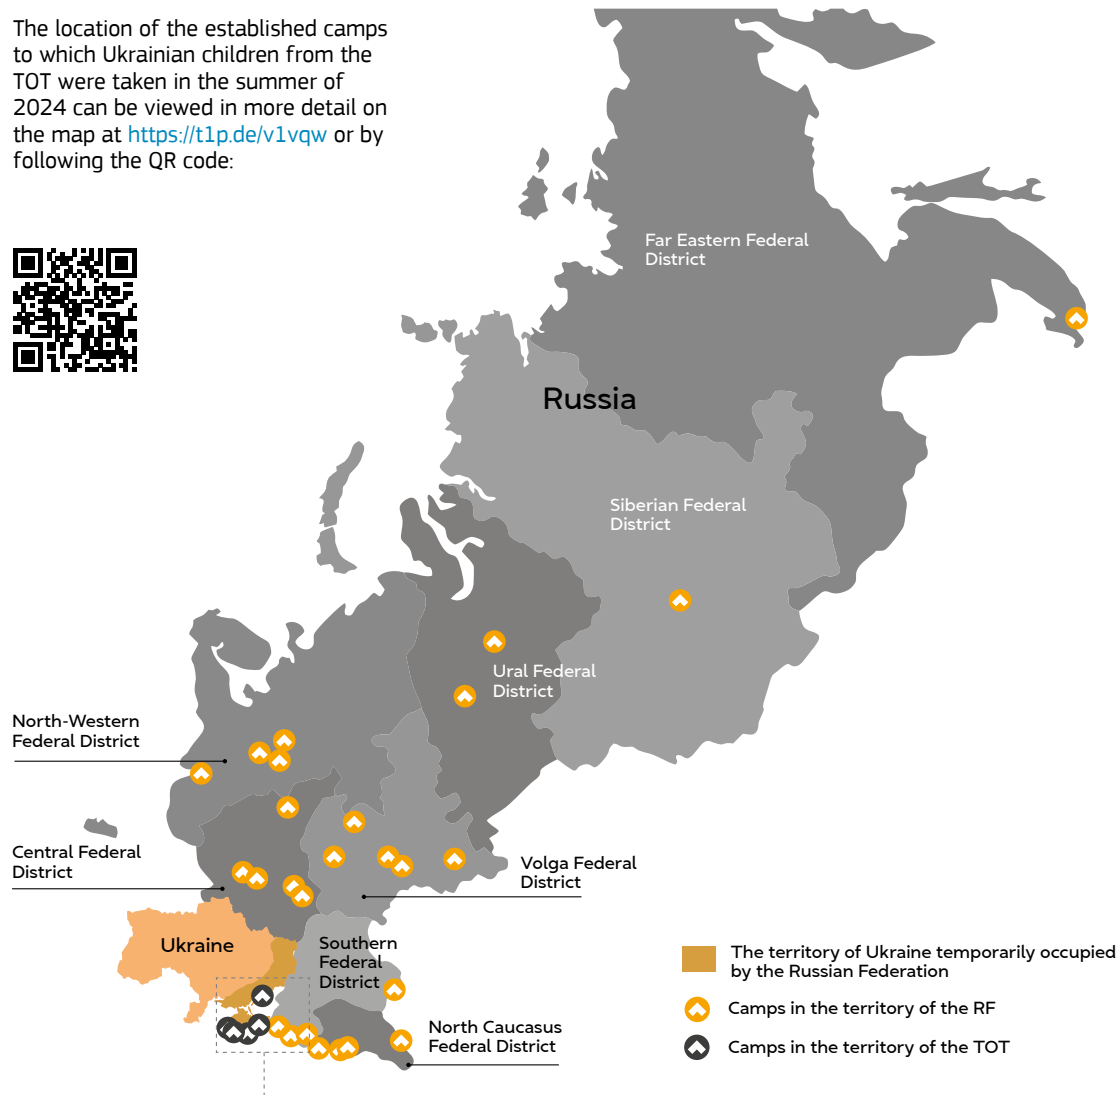 The location of the established camps
to which Ukrainian children from the
TOT were taken in the summer of
2024 can be viewed in more detail on
the map at https://t1p.de/v1vqw or by
following the QR code:
Far Eastern Federal
District
Russia
Siberian Federal
District
Ural Federal
District
North-Western
Federal District
Central Federal
District
Volga Federal
District
Ukraine
Southern
Federal
District
North Caucasus
Federal District
The territory of Ukraine temporarily occupied
by the Russian Federation
Camps in the territory of the RF
Camps in the territory of the TOT